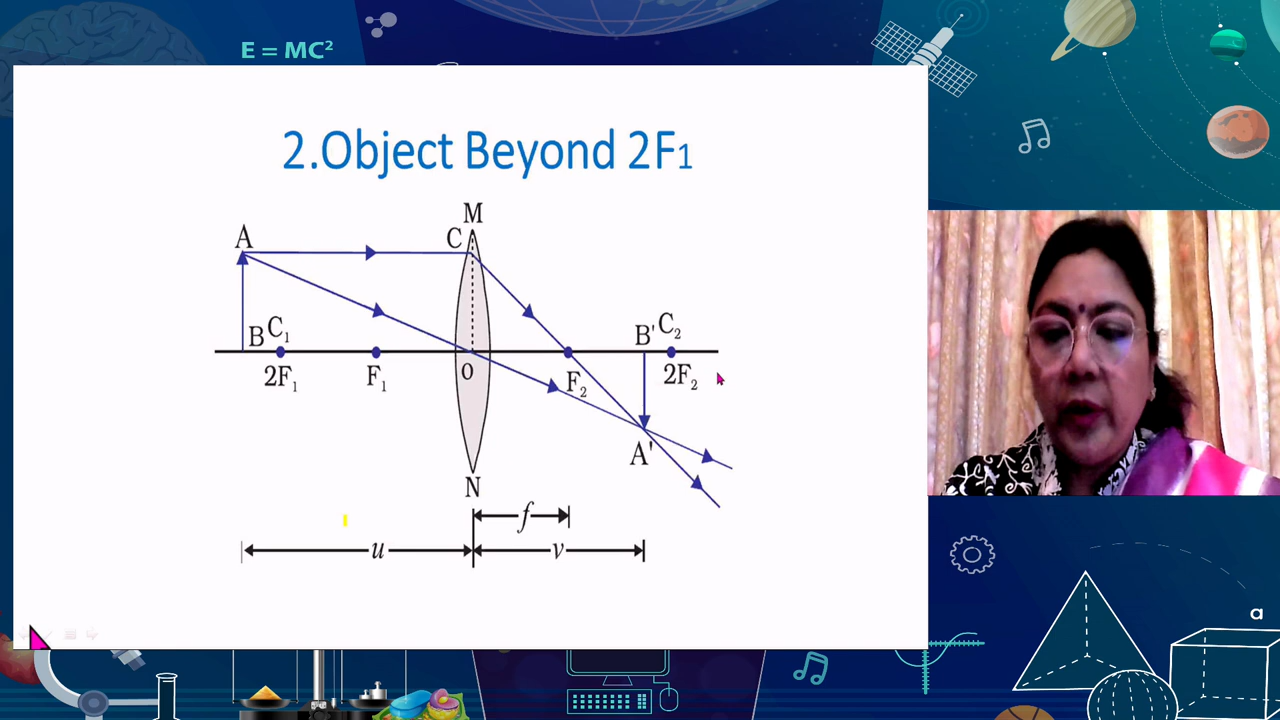 E = MC²
2.Object Beyond 2F₁
M
A
C
B C₁
B' C₂
2F₁
F₁
O
F₂
2F₂
A'
N
f
u
v
a